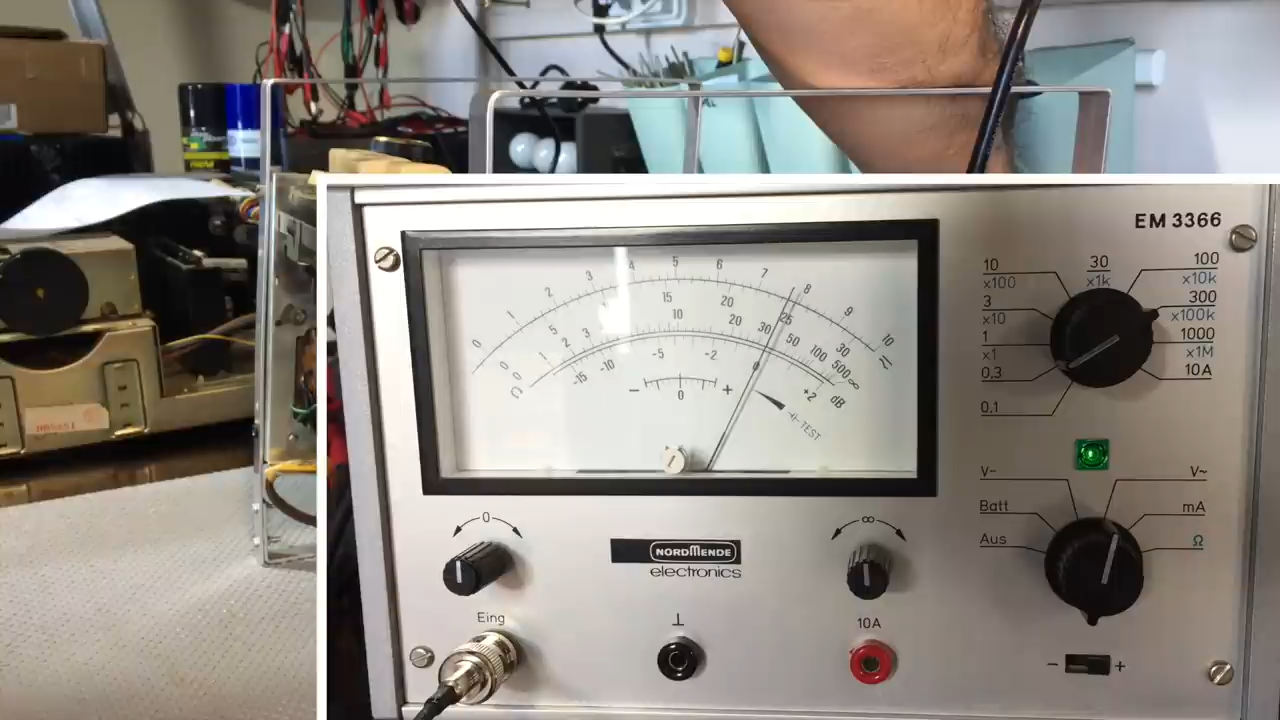 EM 3366
10
x100
30
x1k
100
x10k
3
x10
300
x100k
1
x1
1000
x1M
0,3
10A
0,1
0 1 2 3 4 5 6 7 8 9 10
0 5 15 20 25 30
Ω 0 1 2 3 10 20 30 50 100 500 ∞
-15 -10 -5 -2 0 +2 dB
− 0 +
TEST
V-
V~
Batt
mA
Aus
Ω
0
∞
NORDMENDE
electronics
Eing
⊥
10A
− +